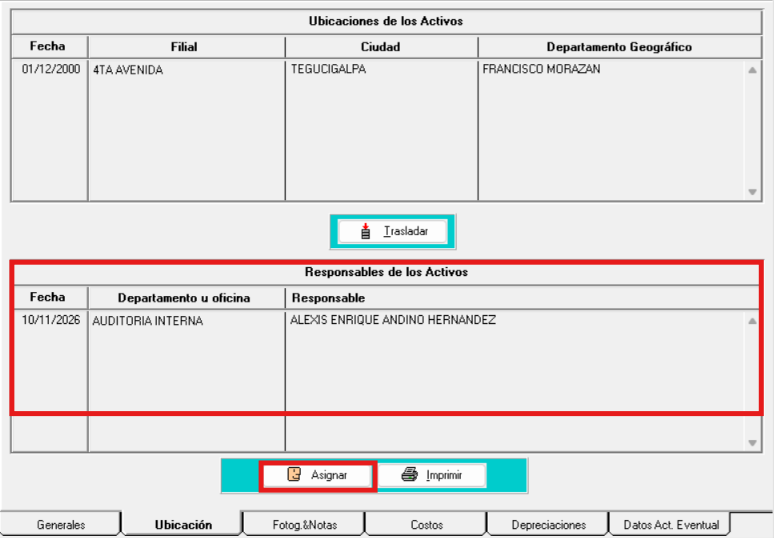 Ubicaciones de los Activos
Fecha Filial Ciudad Departamento Geográfico
01/12/2000 4TA AVENIDA TEGUCIGALPA FRANCISCO MORAZAN
Trasladar
Responsables de los Activos
Fecha Departamento u oficina Responsable
10/11/2026 AUDITORIA INTERNA ALEXIS ENRIQUE ANDINO HERNANDEZ
Asignar Imprimir
Generales Ubicación Fotog.&Notas Costos Depreciaciones Datos Act. Eventual